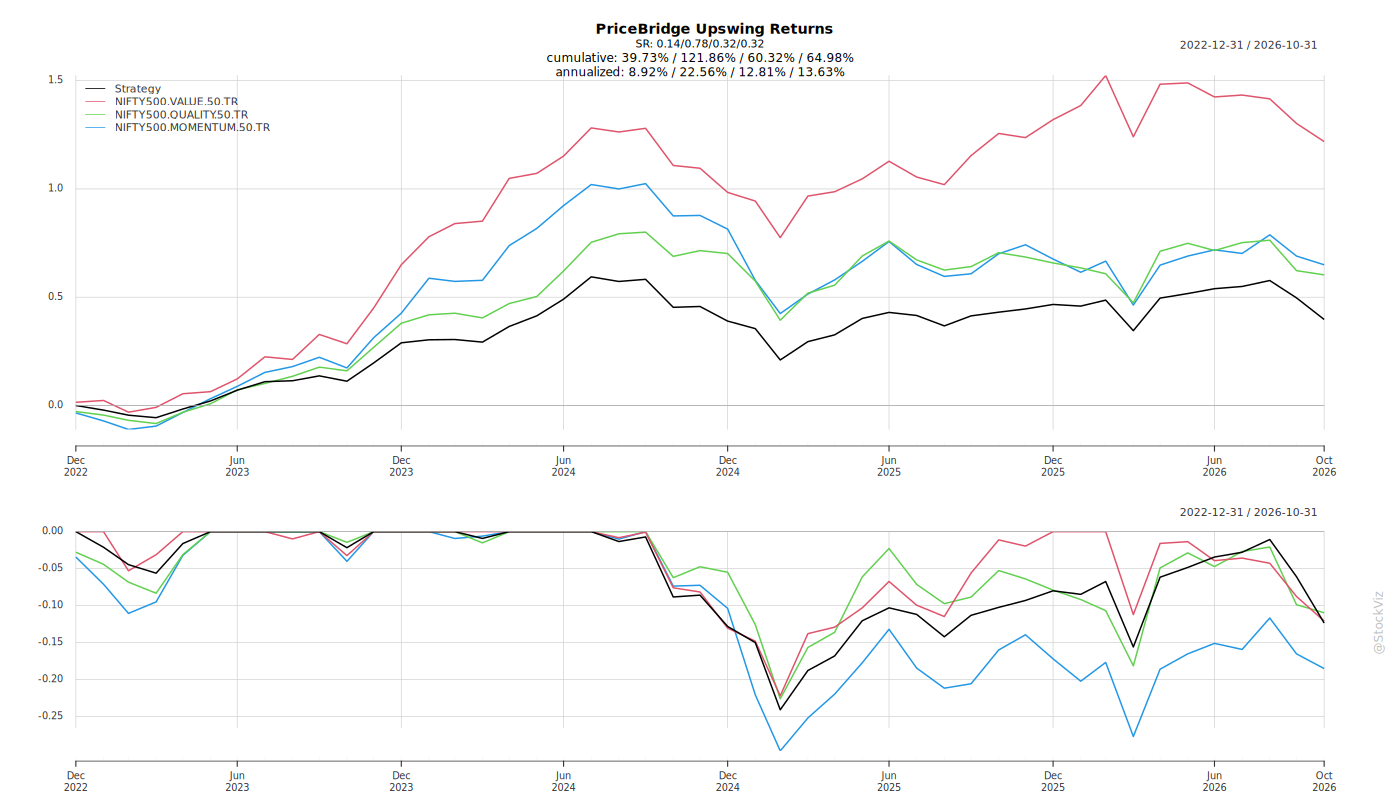 PriceBridge Upswing Returns
SR: 0.14/0.78/0.32/0.32
cumulative: 39.73% / 121.86% / 60.32% / 64.98%
annualized: 8.92% / 22.56% / 12.81% / 13.63%
2022-12-31 / 2026-10-31
Strategy
NIFTY500.VALUE.50.TR
NIFTY500.QUALITY.50.TR
NIFTY500.MOMENTUM.50.TR
1.5
1.0
0.5
0.0
Dec Jun Dec Jun Dec Jun Dec Jun Oct
2022 2023 2023 2024 2024 2025 2025 2026 2026
2022-12-31 / 2026-10-31
0.00
-0.05
-0.10
-0.15
-0.20
-0.25
Dec Jun Dec Jun Dec Jun Dec Jun Oct
2022 2023 2023 2024 2024 2025 2025 2026 2026
@StockViz